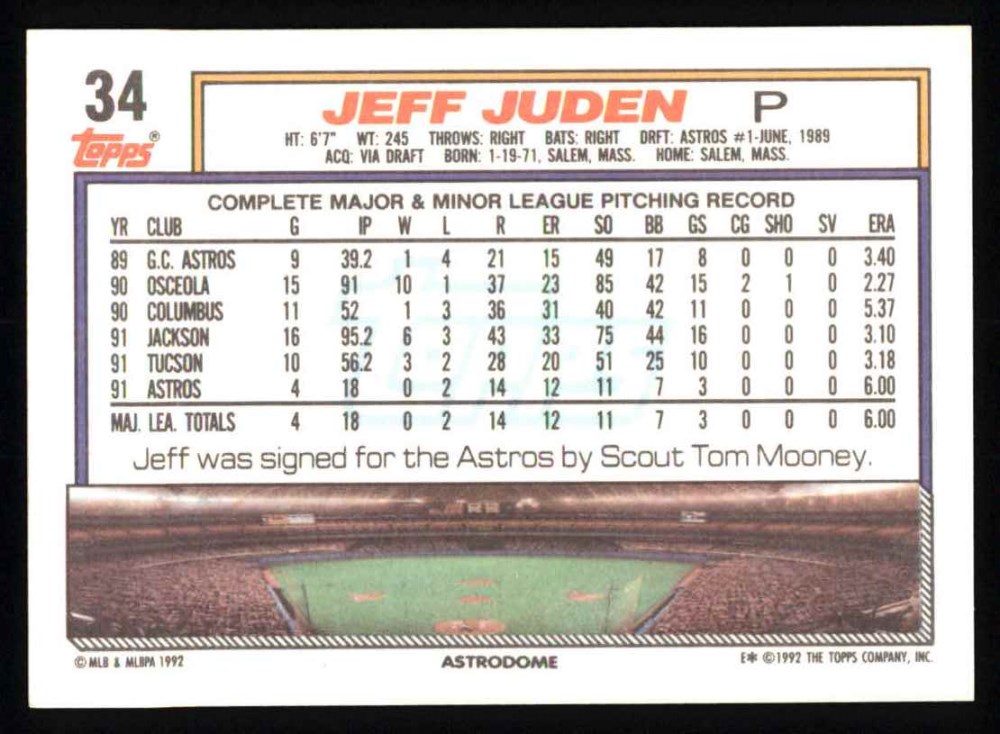 34
topps®
JEFF JUDEN P
HT: 6'7" WT: 245 THROWS: RIGHT BATS: RIGHT DRFT: ASTROS #1-JUNE, 1989
ACQ: VIA DRAFT BORN: 1-19-71, SALEM, MASS. HOME: SALEM, MASS.
COMPLETE MAJOR & MINOR LEAGUE PITCHING RECORD
YR CLUB G IP W L R ER SO BB GS CG SHO SV ERA
89 G.C. ASTROS 9 39.2 1 4 21 15 49 17 8 0 0 0 3.40
90 OSCEOLA 15 91 10 1 37 23 85 42 15 2 1 0 2.27
90 COLUMBUS 11 52 1 3 36 31 40 42 11 0 0 0 5.37
91 JACKSON 16 95.2 6 3 43 33 75 44 16 0 0 0 3.10
91 TUCSON 10 56.2 3 2 28 20 51 25 10 0 0 0 3.18
91 ASTROS 4 18 0 2 14 12 11 7 3 0 0 0 6.00
MAJ. LEA. TOTALS 4 18 0 2 14 12 11 7 3 0 0 0 6.00
Jeff was signed for the Astros by Scout Tom Mooney.
© MLB & MLBPA 1992 ASTRODOME E* ©1992 THE TOPPS COMPANY, INC.